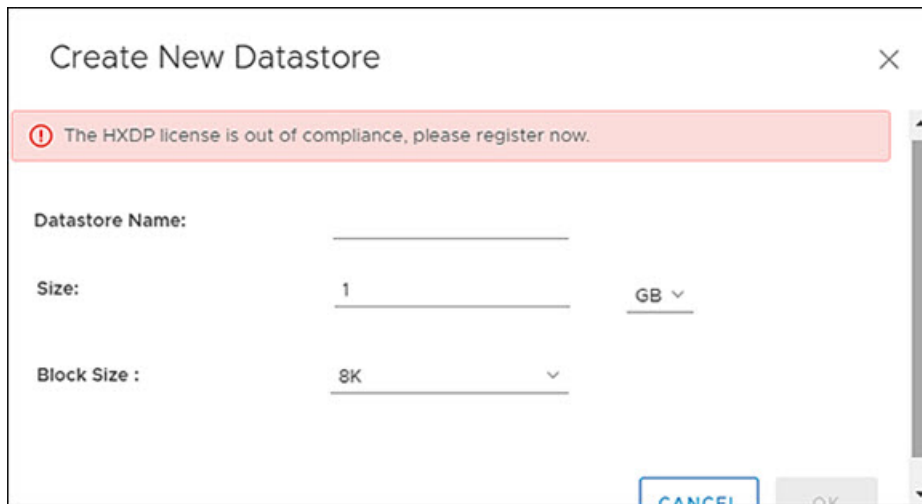 Create New Datastore
The HXDP license is out of compliance, please register now.
Datastore Name:
Size: 1 GB
Block Size : 8K
CANCEL OK